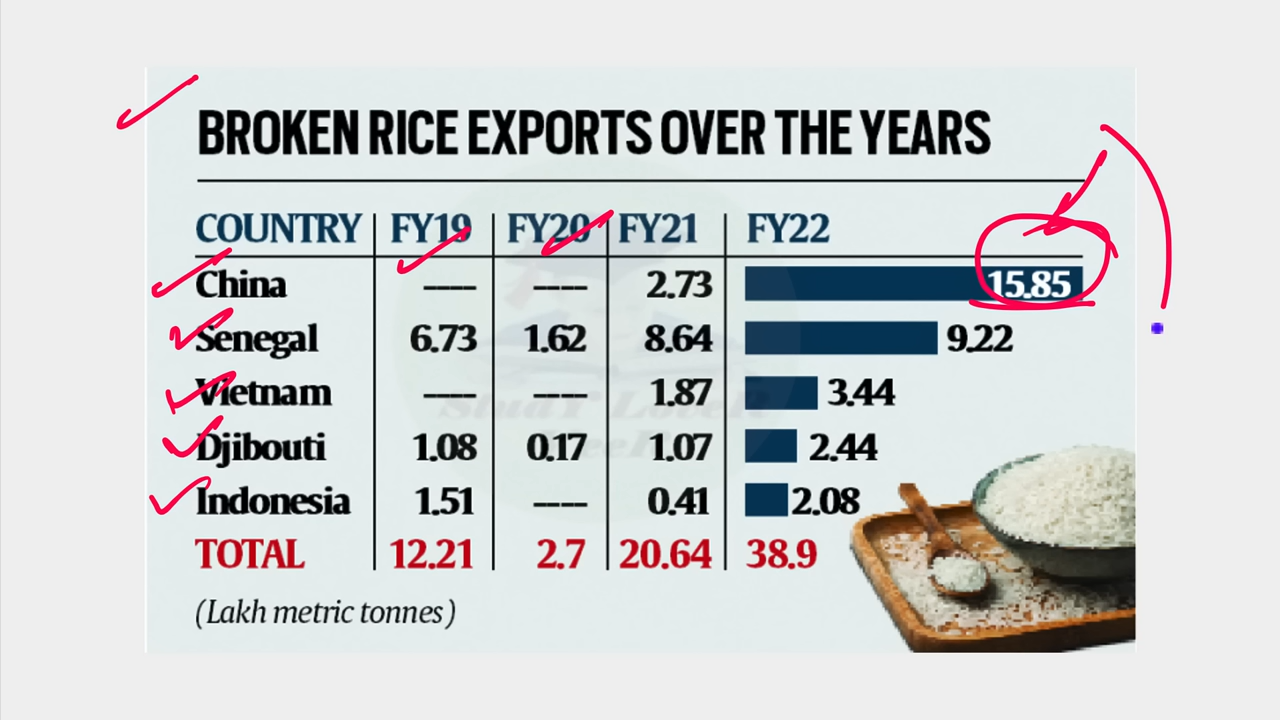 BROKEN RICE EXPORTS OVER THE YEARS
COUNTRY FY19 FY20 FY21 FY22
China ---- ---- 2.73 15.85
Senegal 6.73 1.62 8.64 9.22
Vietnam ---- ---- 1.87 3.44
Djibouti 1.08 0.17 1.07 2.44
Indonesia 1.51 ---- 0.41 2.08
TOTAL 12.21 2.7 20.64 38.9
(Lakh metric tonnes)